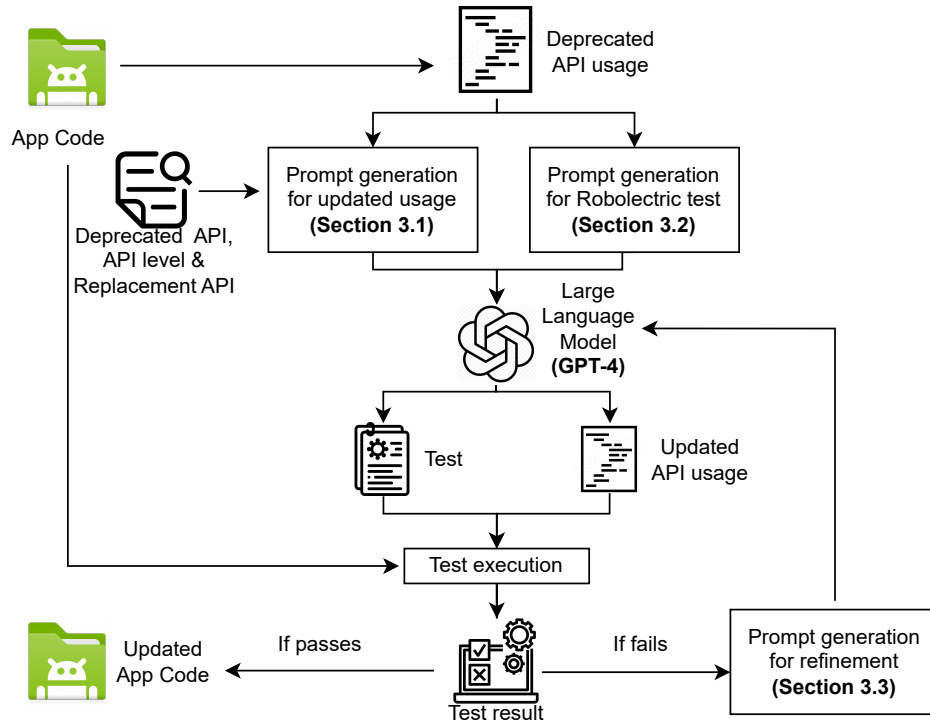 Deprecated
API usage
App Code
Prompt generation
for updated usage
(Section 3.1)
Prompt generation
for Robolectric test
(Section 3.2)
Deprecated API,
API level &
Replacement API
Large
Language
Model
(GPT-4)
Test
Updated
API usage
Test execution
Updated
App Code
If passes
Test result
If fails
Prompt generation
for refinement
(Section 3.3)